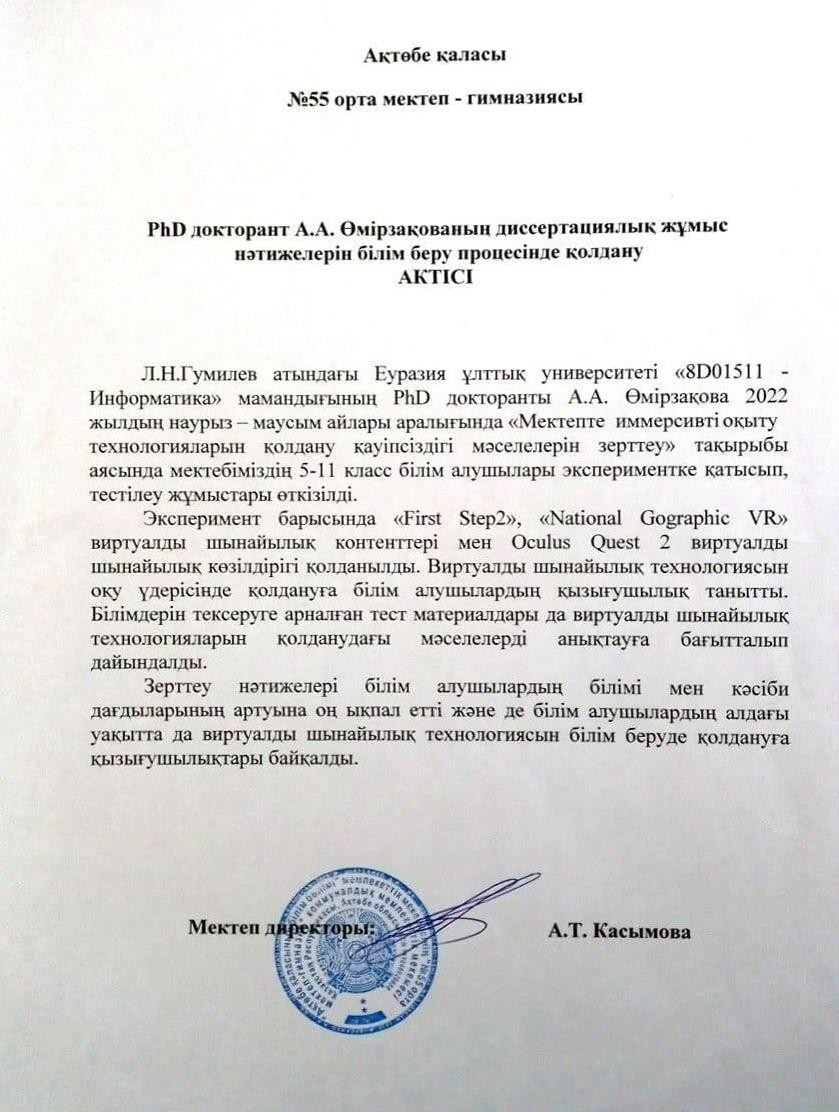 Ақтөбе қаласы
№55 орта мектеп - гимназиясы
PhD докторант А.А. Өмірзақованың диссертациялық жұмыс
нәтижелерін білім беру процесінде қолдану
АКТІСІ
Л.Н.Гумилев атындағы Еуразия ұлттық университеті «8D01511 -
Информатика» мамандығының PhD докторанты А.А. Өмірзақова 2022
жылдың наурыз – маусым айлары аралығында «Мектепте иммерсивті оқыту
технологияларын қолдану қауіпсіздігі мәселелерін зерттеу» тақырыбы
аясында мектебіміздің 5-11 класс білім алушылары экспериментке қатысып,
тестілеу жұмыстары өткізілді.
Эксперимент барысында «First Step2», «National Gographic VR»
виртуалды шынайылық контенттері мен Oculus Quest 2 виртуалды
шынайылық көзілдірігі қолданылды. Виртуалды шынайылық технологиясын
оқу үдерісінде қолдануға білім алушылардың қызығушылық танытты.
Білімдерін тексеруге арналған тест материалдары да виртуалды шынайылық
технологияларын қолданудағы мәселелерді анықтауға бағытталып
дайындалды.
Зерттеу нәтижелері білім алушылардың білімі мен кәсіби
дағдыларының артуына оң ықпал етті және де білім алушылардың алдағы
уақытта да виртуалды шынайылық технологиясын білім беруде қолдануға
қызығушылықтары байқалды.
Мектеп директоры:
А.Т. Касымова